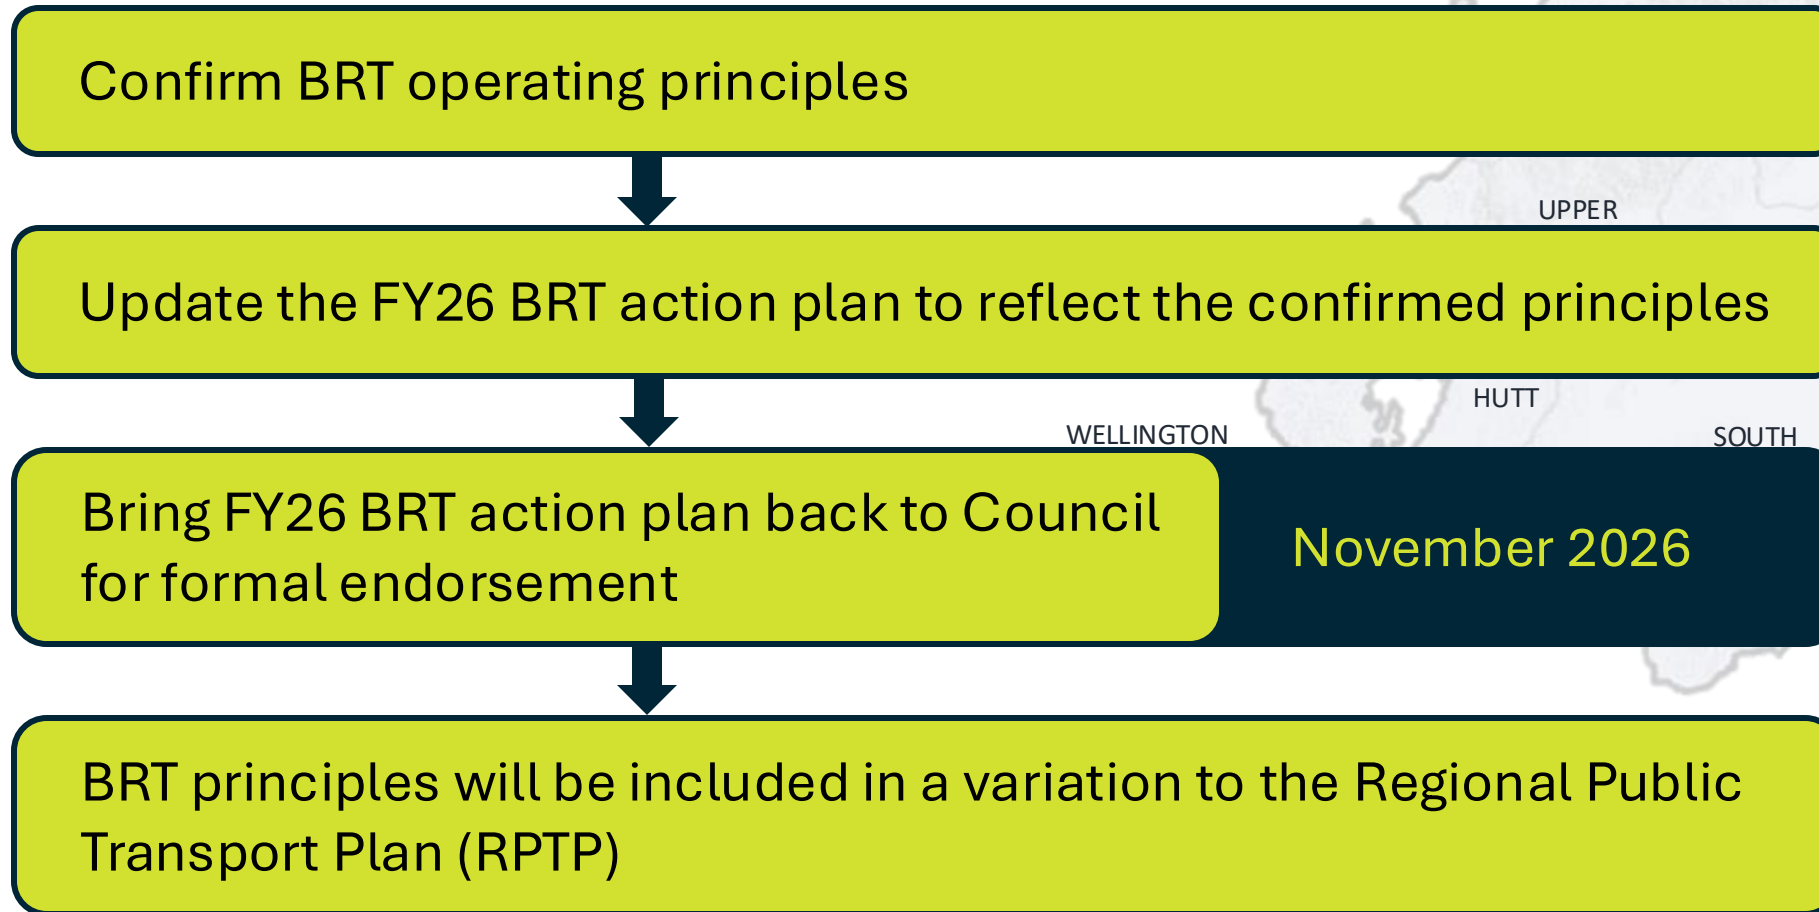 Confirm BRT operating principles
UPPER
Update the FY26 BRT action plan to reflect the confirmed principles
HUTT
WELLINGTON
SOUTH
Bring FY26 BRT action plan back to Council
for formal endorsement
November 2026
BRT principles will be included in a variation to the Regional Public
Transport Plan (RPTP)